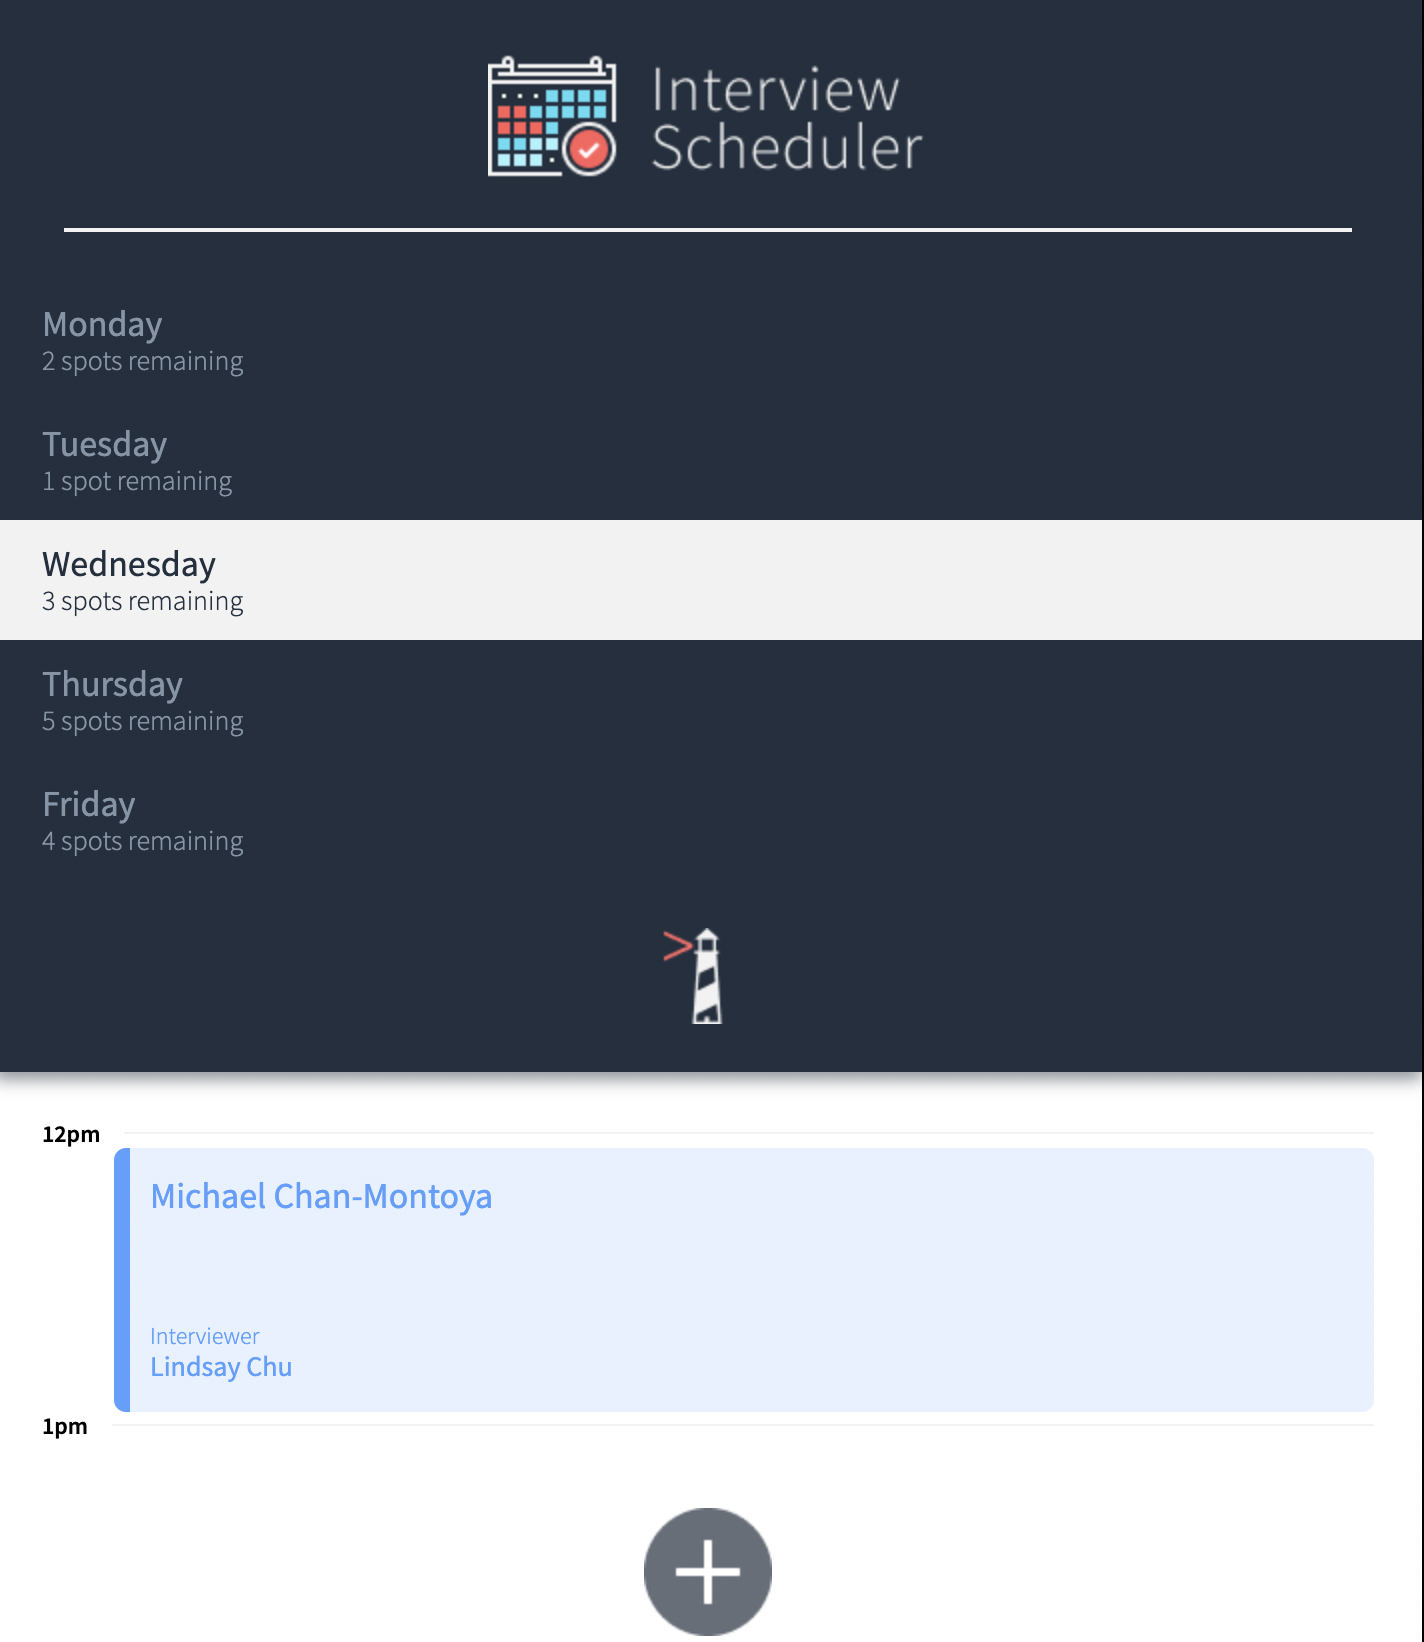 Interview
Scheduler
Monday
2 spots remaining
Tuesday
1 spot remaining
Wednesday
3 spots remaining
Thursday
5 spots remaining
Friday
4 spots remaining
12pm
Michael Chan-Montoya
Interviewer
Lindsay Chu
1pm